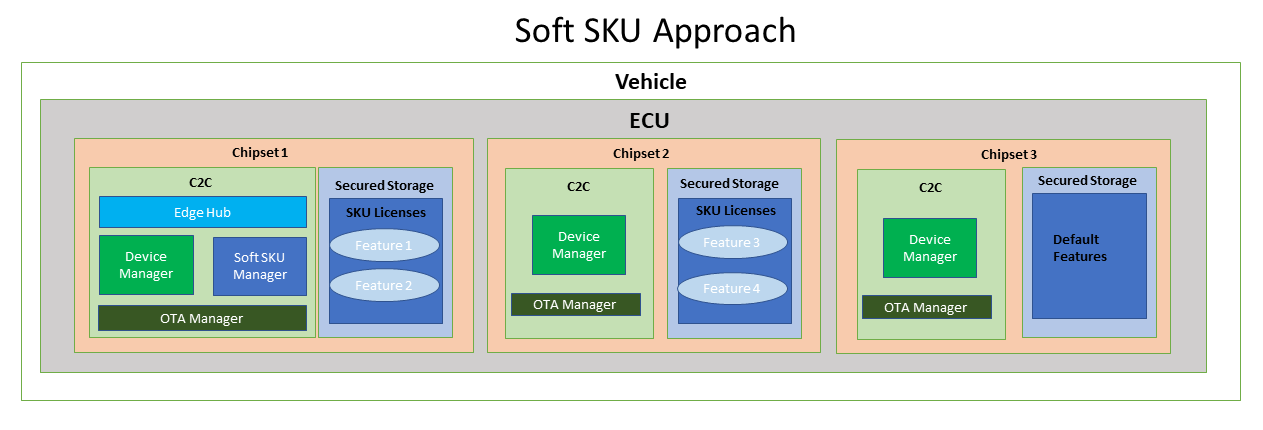 Soft SKU Approach
Vehicle
ECU
Chipset 1
C2C
Edge Hub
Device
Manager
Soft SKU
Manager
OTA Manager
Secured Storage
SKU Licenses
Feature 1
Feature 2
Chipset 2
C2C
Device
Manager
OTA Manager
Secured Storage
SKU Licenses
Feature 3
Feature 4
Chipset 3
C2C
Device
Manager
OTA Manager
Secured Storage
Default
Features